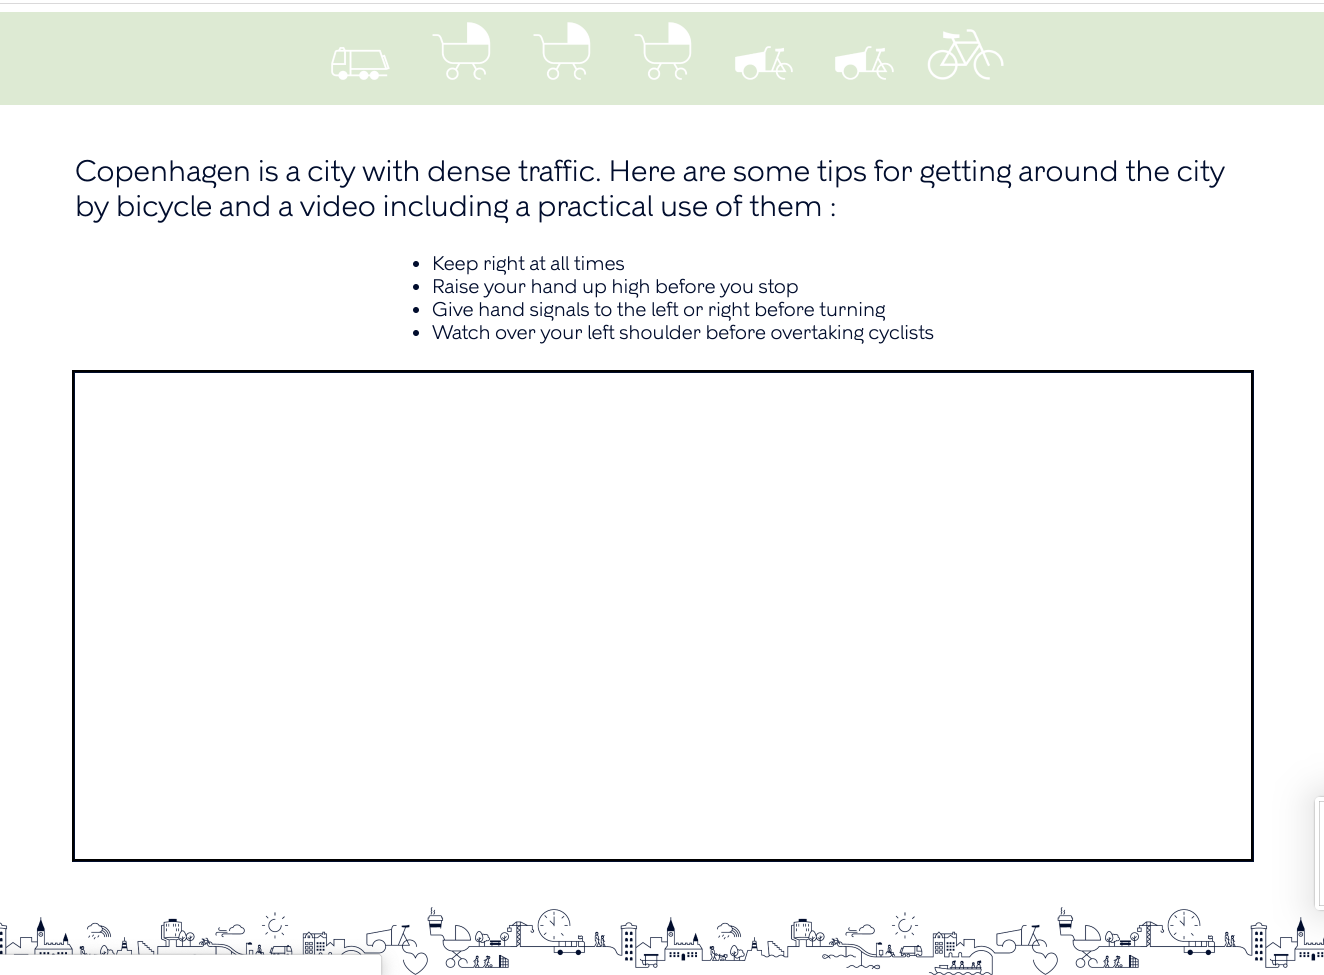 Copenhagen is a city with dense traffic. Here are some tips for getting around the city
by bicycle and a video including a practical use of them :
Keep right at all times
Raise your hand up high before you stop
Give hand signals to the left or right before turning
Watch over your left shoulder before overtaking cyclists